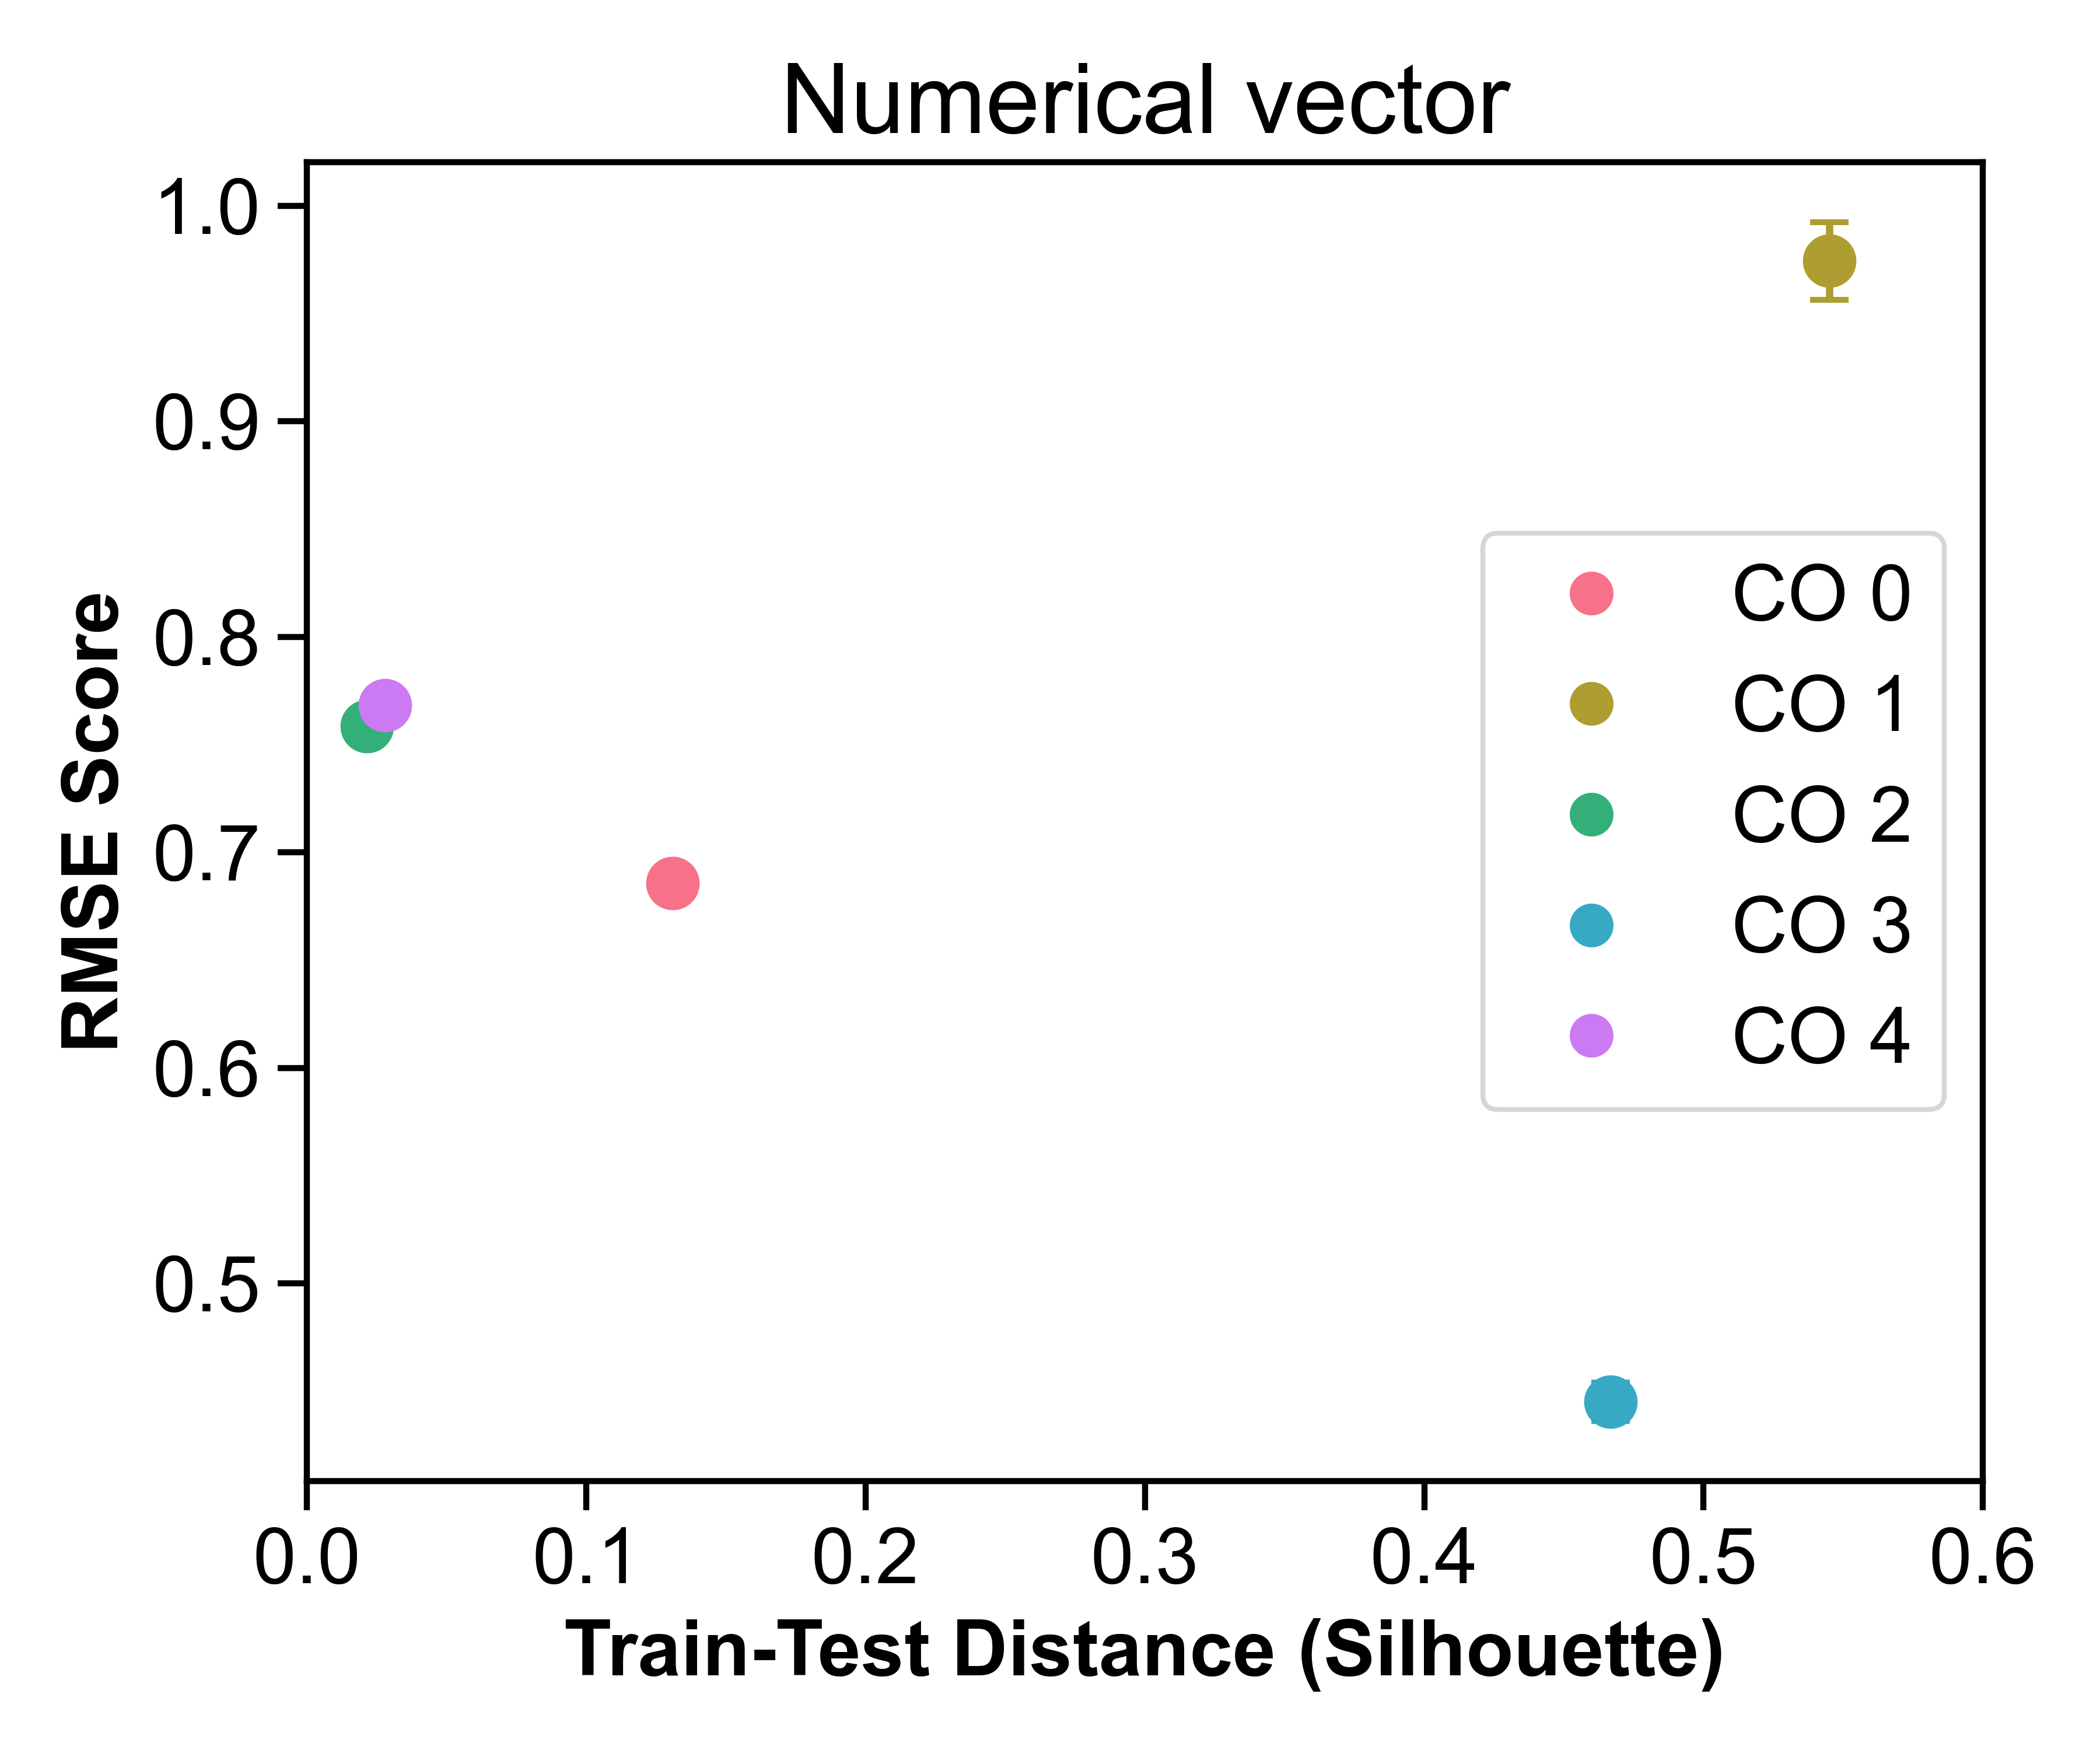 Numerical vector
RMSE Score
1.0
0.9
0.8
0.7
0.6
0.5
CO 0
CO 1
CO 2
CO 3
CO 4
0.0 0.1 0.2 0.3 0.4 0.5 0.6
Train-Test Distance (Silhouette)